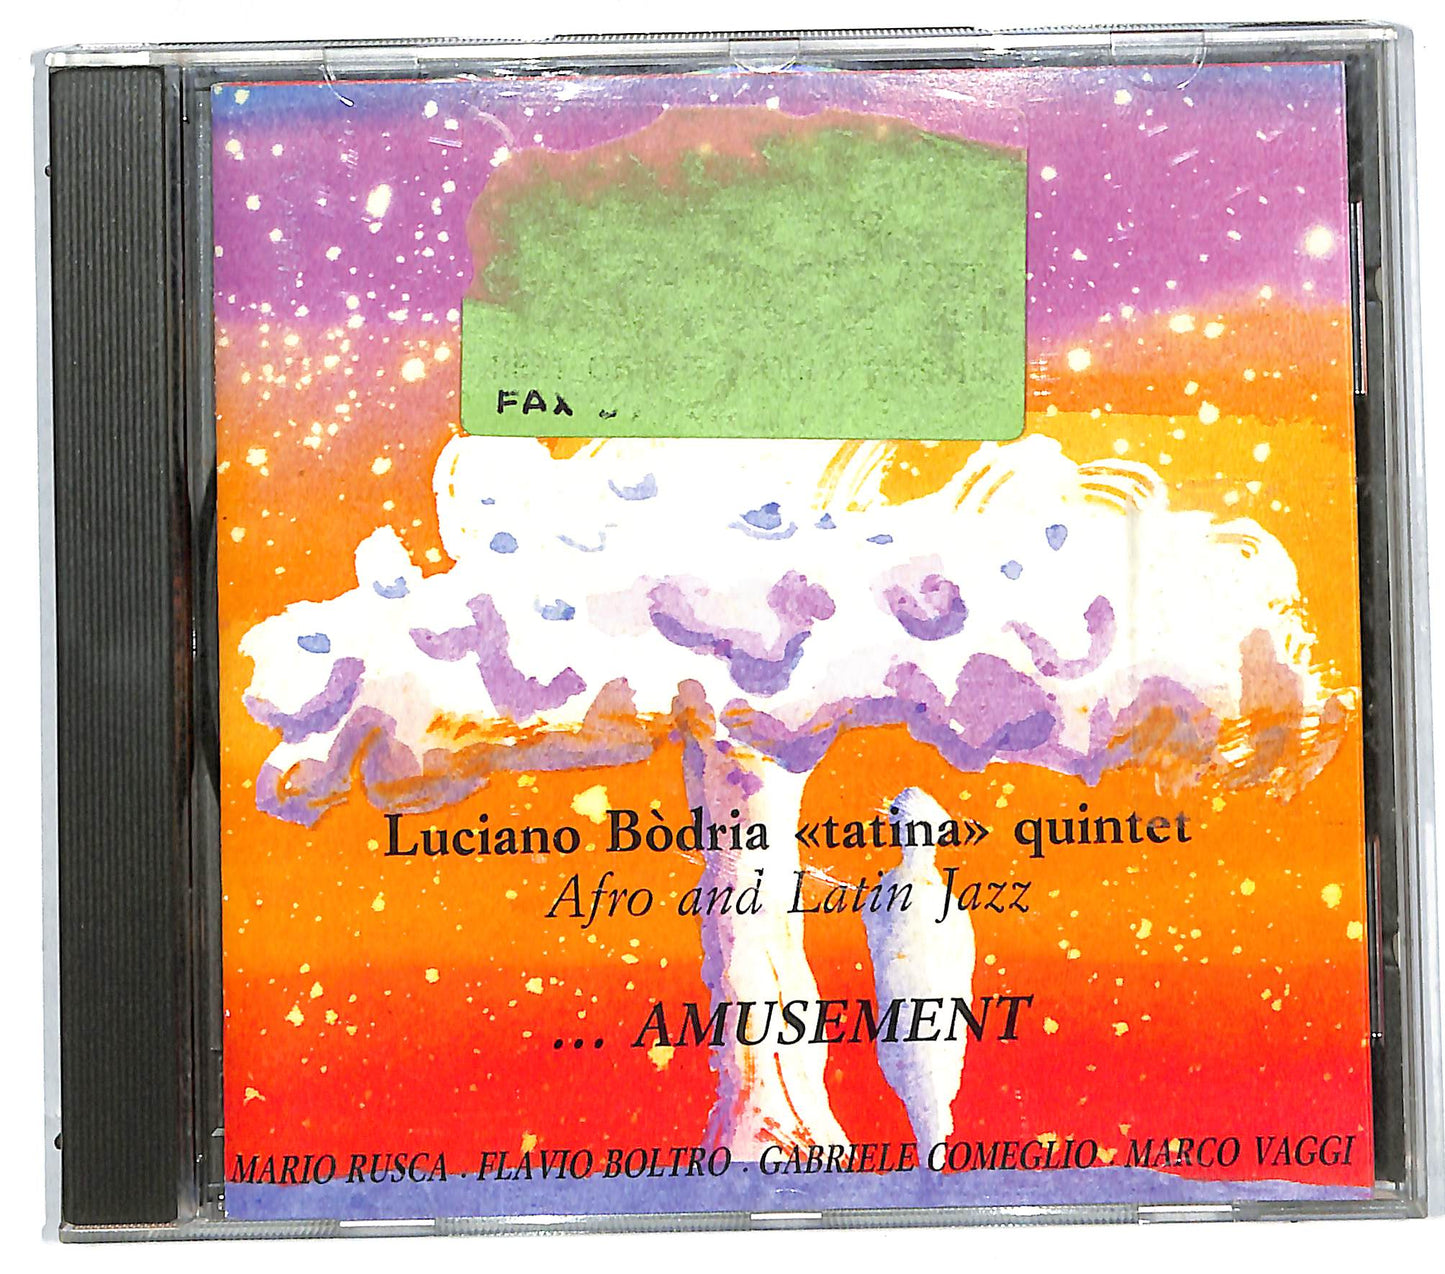 FAX
Luciano Bòdria «tatina» quintet
Afro and Latin Jazz
... AMUSEMENT
MARIO RUSCA . FLAVIO BOLTRO . GABRIELE COMEGLIO . MARCO VAGGI